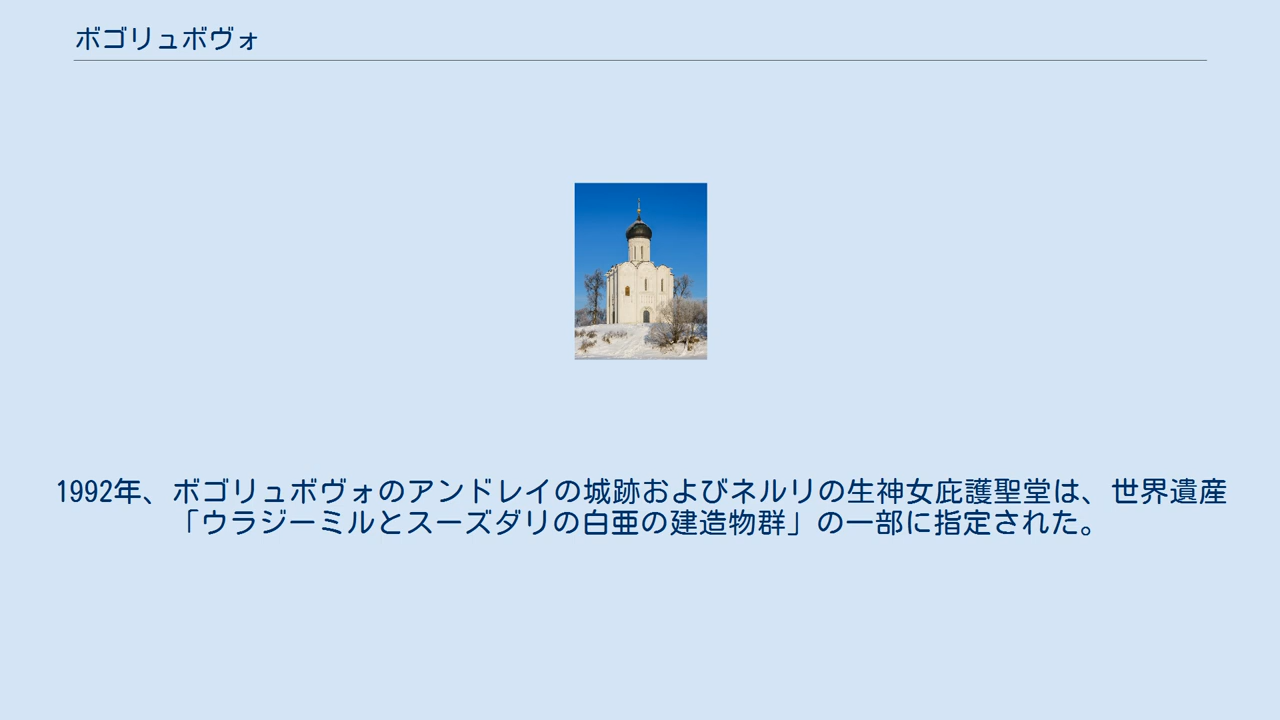 ボゴリュボヴォ
1992年、ボゴリュボヴォのアンドレイの城跡およびネルリの生神女庇護聖堂は、世界遺産
「ウラジーミルとスーズダリの白亜の建造物群」の一部に指定された。